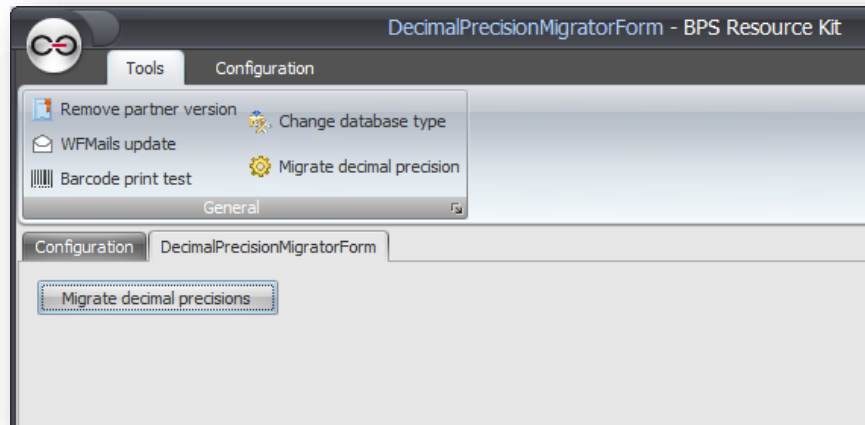 DecimalPrecisionMigratorForm - BPS Resource Kit
Tools Configuration
Remove partner version
WFMails update
Barcode print test
Change database type
Migrate decimal precision
General
Configuration DecimalPrecisionMigratorForm
Migrate decimal precisions